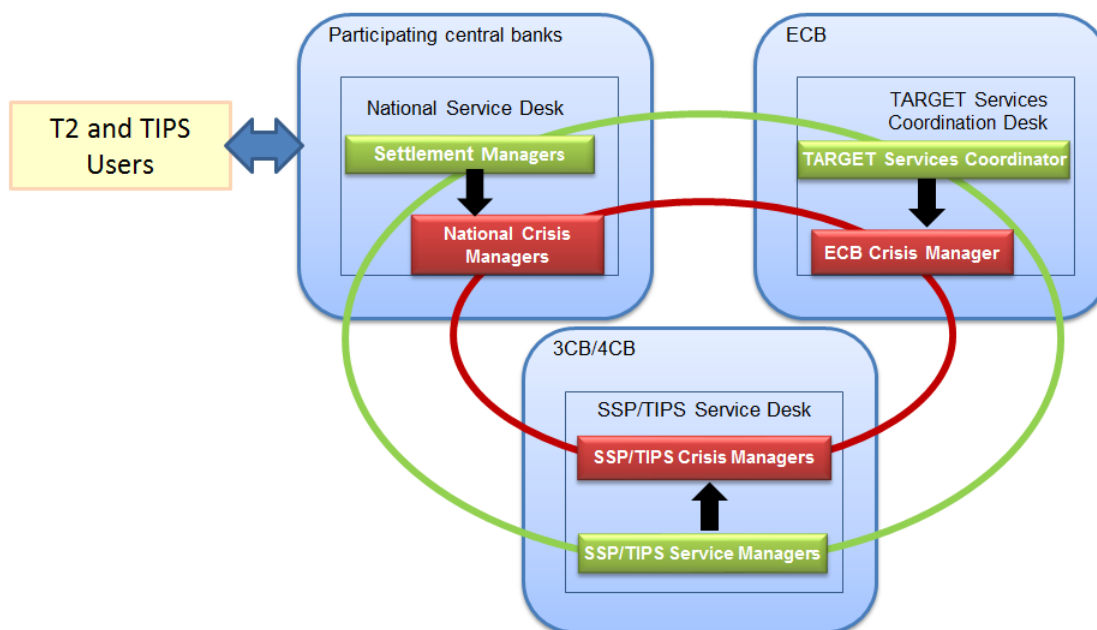 Participating central banks
ECB
National Service Desk
TARGET Services
Coordination Desk
T2 and TIPS
Users
Settlement Managers
TARGET Services Coordinator
National Crisis
Managers
ECB Crisis Manager
3CB/4CB
SSP/TIPS Service Desk
SSP/TIPS Crisis Managers
SSP/TIPS Service Managers